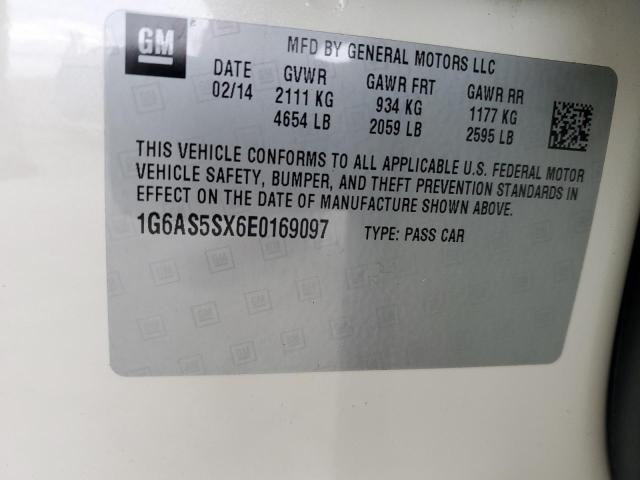 GM
MFD BY GENERAL MOTORS LLC
DATE GVWR GAWR FRT GAWR RR
02/14 2111 KG 934 KG 1177 KG
4654 LB 2059 LB 2595 LB
THIS VEHICLE CONFORMS TO ALL APPLICABLE U.S. FEDERAL MOTOR
VEHICLE SAFETY, BUMPER, AND THEFT PREVENTION STANDARDS IN
EFFECT ON THE DATE OF MANUFACTURE SHOWN ABOVE.
1G6AS5SX6E0169097 TYPE: PASS CAR